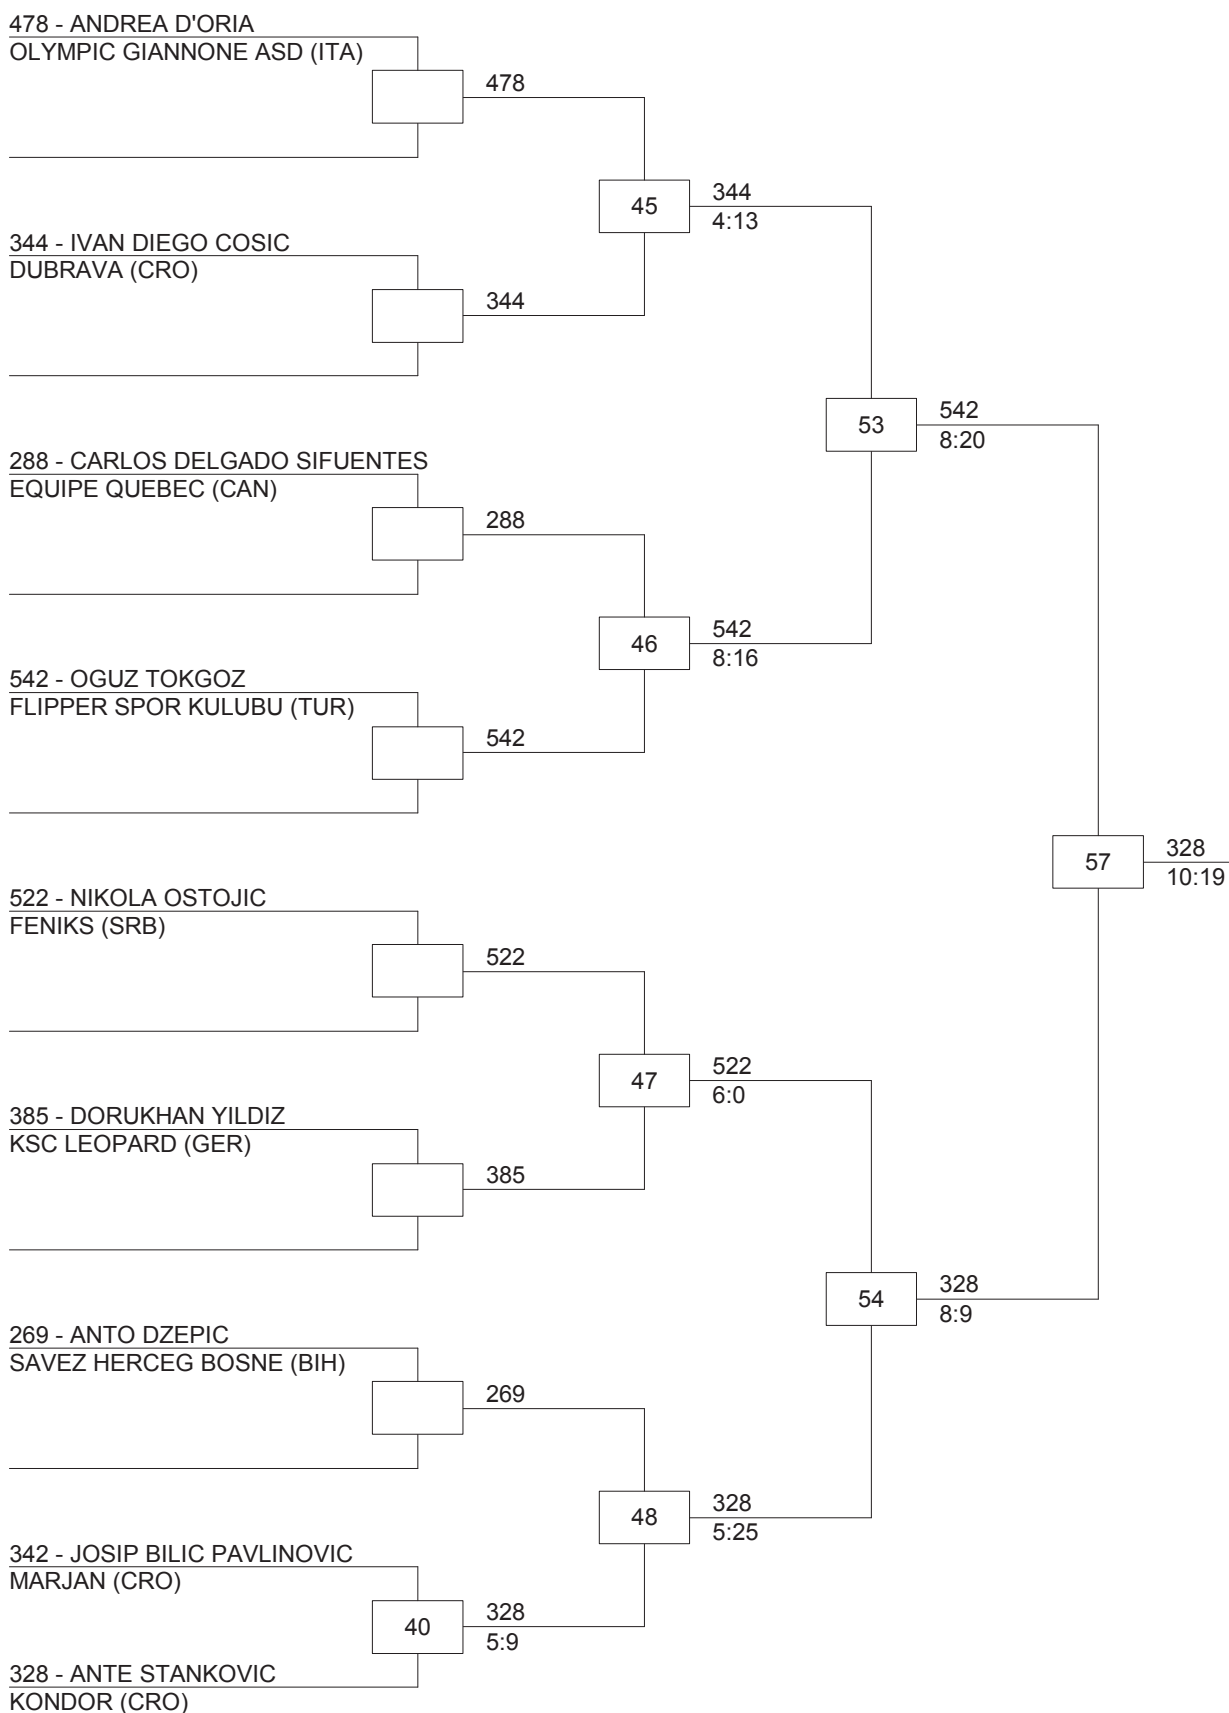 478 - ANDREA D'ORIA
OLYMPIC GIANNONE ASD (ITA)
478
45
344
4:13
344 - IVAN DIEGO COSIC
DUBRAVA (CRO)
344
53
542
8:20
288 - CARLOS DELGADO SIFUENTES
EQUIPE QUEBEC (CAN)
288
46
542
8:16
542 - OGUZ TOKGOZ
FLIPPER SPOR KULUBU (TUR)
542
57
328
10:19
522 - NIKOLA OSTOJIC
FENIKS (SRB)
522
47
522
6:0
385 - DORUKHAN YILDIZ
KSC LEOPARD (GER)
385
54
328
8:9
269 - ANTO DZEPIC
SAVEZ HERCEG BOSNE (BIH)
269
48
328
5:25
342 - JOSIP BILIC PAVLINOVIC
MARJAN (CRO)
40
328
5:9
328 - ANTE STANKOVIC
KONDOR (CRO)